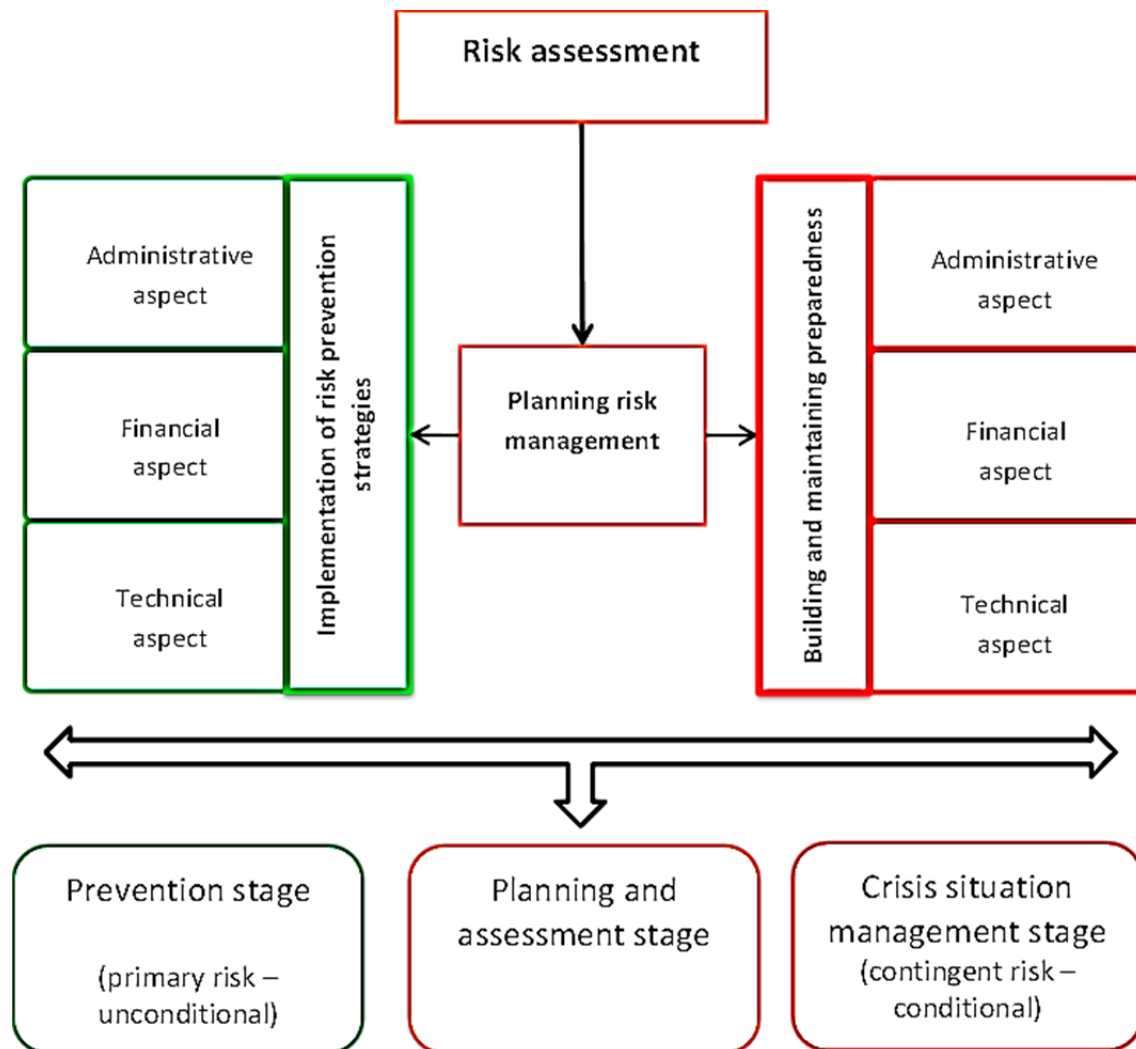 Risk assessment
Administrative
aspect
Financial
aspect
Technical
aspect
Implementation of risk prevention
strategies
Planning risk
management
Building and maintaining preparedness
Administrative
aspect
Financial
aspect
Technical
aspect
Prevention stage
(primary risk –
unconditional)
Planning and
assessment stage
Crisis situation
management stage
(contingent risk –
conditional)